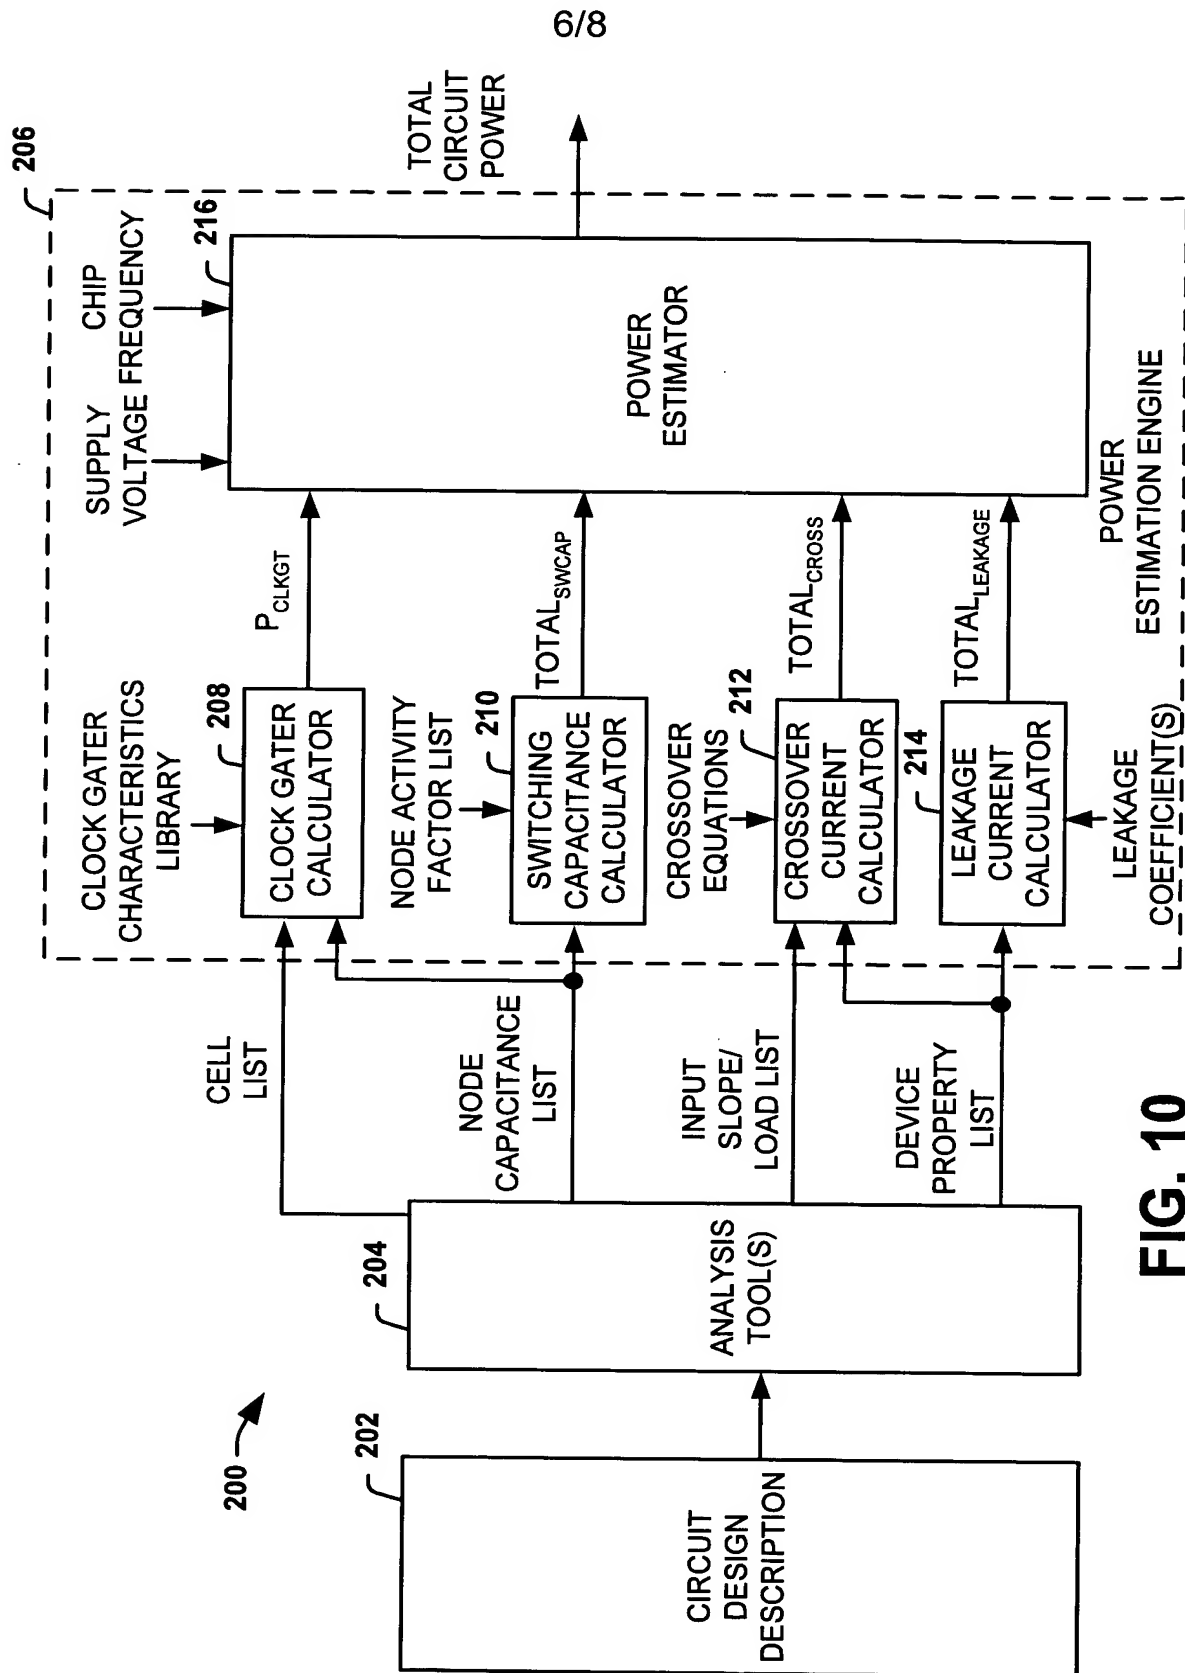 6/8
200
202
CIRCUIT
DESIGN
DESCRIPTION
204
ANALYSIS
TOOL(S)
CELL
LIST
NODE
CAPACITANCE
LIST
INPUT
SLOPE/
LOAD LIST
DEVICE
PROPERTY
LIST
206
CLOCK GATER
CHARACTERISTICS
LIBRARY
208
CLOCK GATER
CALCULATOR
NODE ACTIVITY
FACTOR LIST
210
SWITCHING
CAPACITANCE
CALCULATOR
CROSSOVER
EQUATIONS
212
CROSSOVER
CURRENT
CALCULATOR
214
LEAKAGE
CURRENT
CALCULATOR
LEAKAGE
COEFFICIENT(S)
P_CLKGT
TOTAL_SWCAP
TOTAL_CROSS
TOTAL_LEAKAGE
SUPPLY
VOLTAGE
CHIP
FREQUENCY
216
POWER
ESTIMATOR
POWER
ESTIMATION ENGINE
TOTAL
CIRCUIT
POWER
FIG. 10